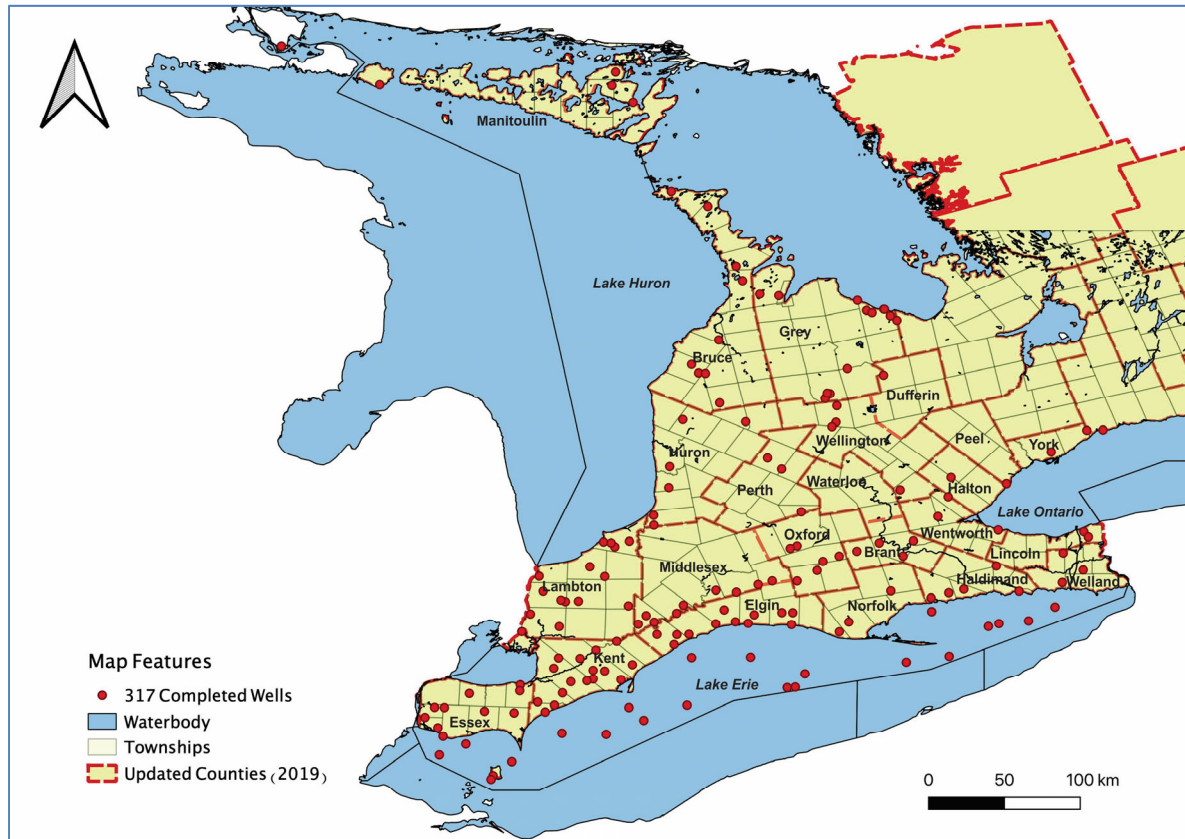 Manitoulin
Lake Huron
Grey
Bruce
Dufferin
Wellington
Peel
York
Huron
Perth
Waterloo
Halton
Lake Ontario
Oxford
Wentworth
Brant
Lincoln
Middlesex
Haldimand
Welland
Lambton
Elgin
Norfolk
Kent
Lake Erie
Essex
Map Features
317 Completed Wells
Waterbody
Townships
Updated Counties (2019)
0 50 100 km